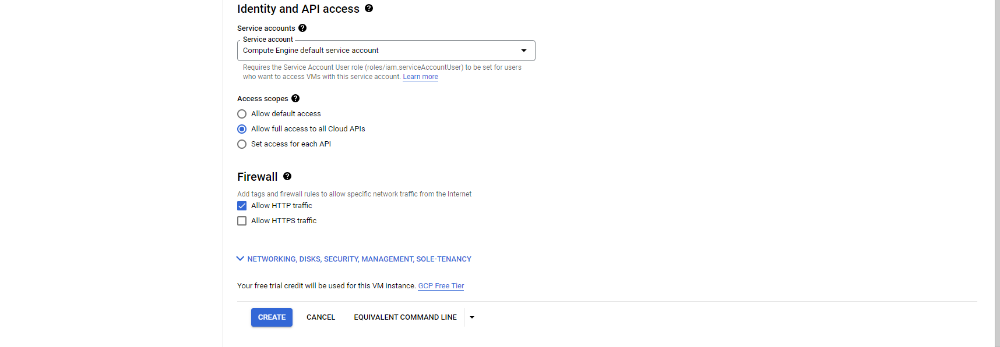 Identity and API access
Service accounts
Service account
Compute Engine default service account
Requires the Service Account User role (roles/iam.serviceAccountUser) to be set for users
who want to access VMs with this service account. Learn more
Access scopes
Allow default access
Allow full access to all Cloud APIs
Set access for each API
Firewall
Add tags and firewall rules to allow specific network traffic from the Internet
Allow HTTP traffic
Allow HTTPS traffic
NETWORKING, DISKS, SECURITY, MANAGEMENT, SOLE-TENANCY
Your free trial credit will be used for this VM instance. GCP Free Tier
CREATE CANCEL EQUIVALENT COMMAND LINE